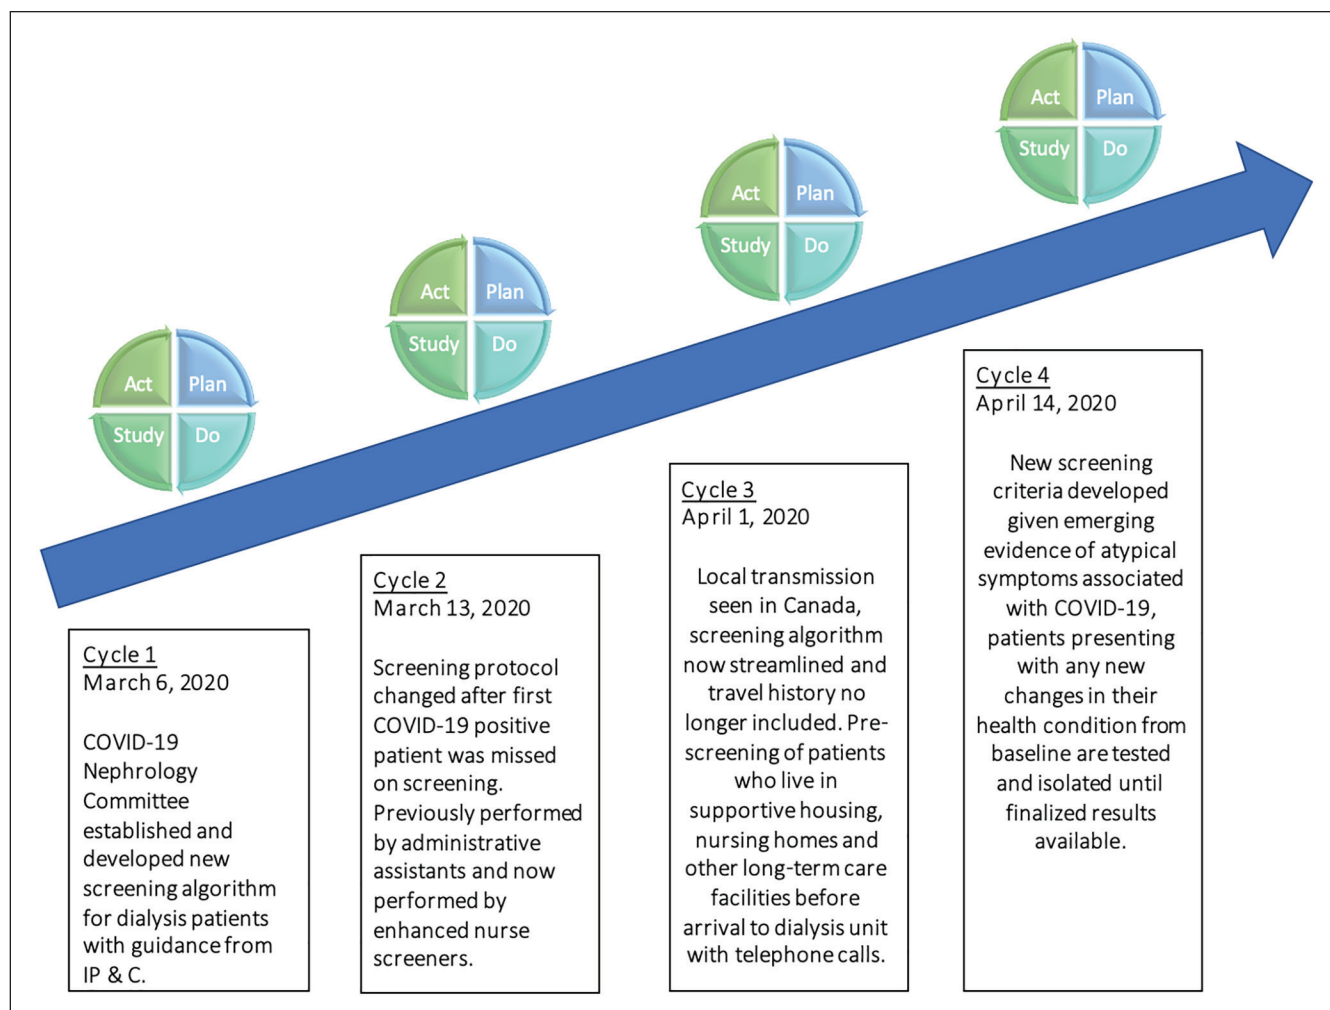 Act Plan
Study Do
Act Plan
Study Do
Act Plan
Study Do
Act Plan
Study Do
Cycle 1
March 6, 2020
COVID-19
Nephrology
Committee
established and
developed new
screening algorithm
for dialysis patients
with guidance from
IP & C.
Cycle 2
March 13, 2020
Screening protocol
changed after first
COVID-19 positive
patient was missed
on screening.
Previously performed
by administrative
assistants and now
performed by
enhanced nurse
screeners.
Cycle 3
April 1, 2020
Local transmission
seen in Canada,
screening algorithm
now streamlined and
travel history no
longer included. Pre-
screening of patients
who live in
supportive housing,
nursing homes and
other long-term care
facilities before
arrival to dialysis unit
with telephone calls.
Cycle 4
April 14, 2020
New screening
criteria developed
given emerging
evidence of atypical
symptoms associated
with COVID-19,
patients presenting
with any new
changes in their
health condition from
baseline are tested
and isolated until
finalized results
available.